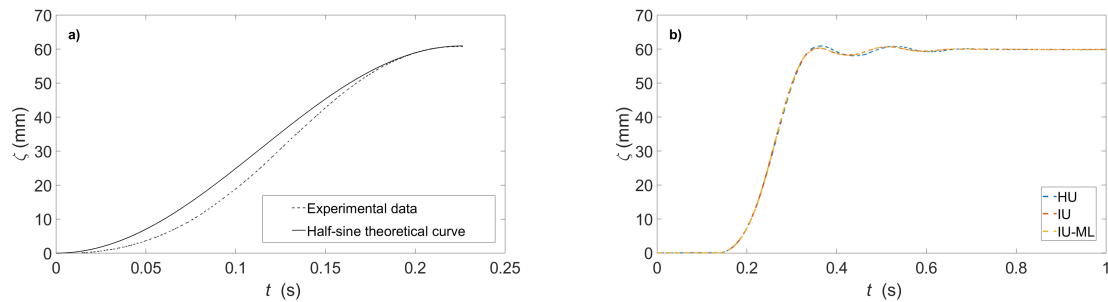 a)
70
60
50
40
30
20
10
0
ζ (mm)
0
0.05
0.1
0.15
0.2
0.25
t (s)
Experimental data
Half-sine theoretical curve
b)
70
60
50
40
30
20
10
0
ζ (mm)
0
0.2
0.4
0.6
0.8
1
t (s)
HU
IU
IU-ML